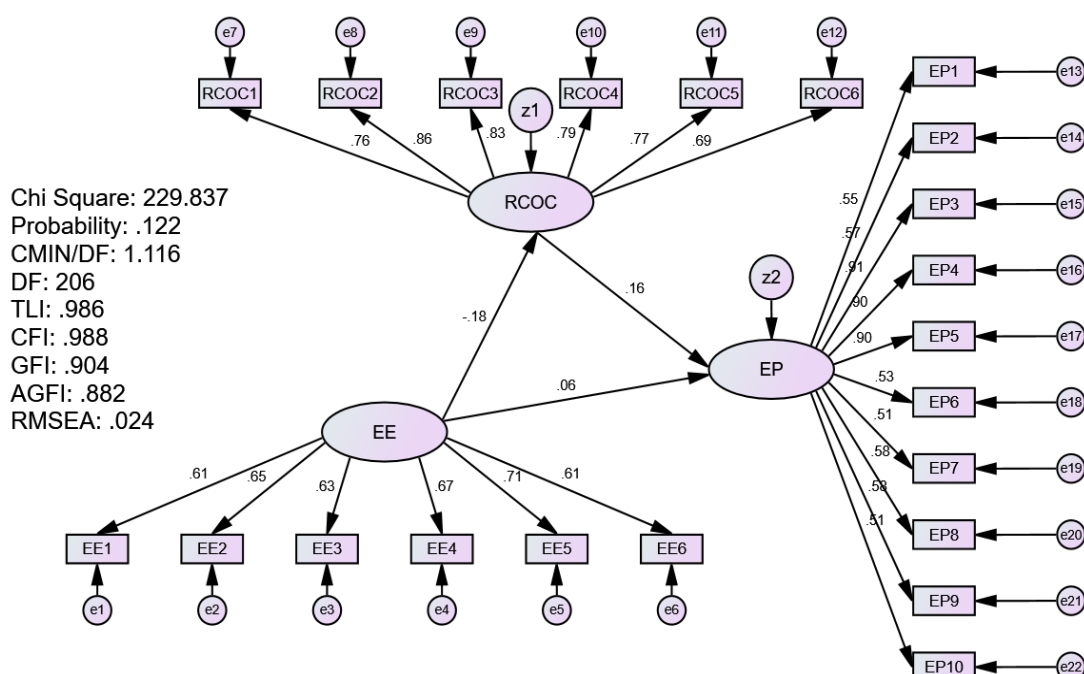 e7 e8 e9 e10 e11 e12
RCOC1 RCOC2 RCOC3 RCOC4 RCOC5 RCOC6
z1
.76 .86 .83 .79 .77 .69
RCOC
Chi Square: 229.837
Probability: .122
CMIN/DF: 1.116
DF: 206
TLI: .986
CFI: .988
GFI: .904
AGFI: .882
RMSEA: .024
-.18
.16
.06
z2
EP
EE
.61 .65 .63 .67 .71 .61
EE1 EE2 EE3 EE4 EE5 EE6
e1 e2 e3 e4 e5 e6
.55
.57
.91
.90
.90
.53
.51
.58
.58
.51
EP1 e13
EP2 e14
EP3 e15
EP4 e16
EP5 e17
EP6 e18
EP7 e19
EP8 e20
EP9 e21
EP10 e22